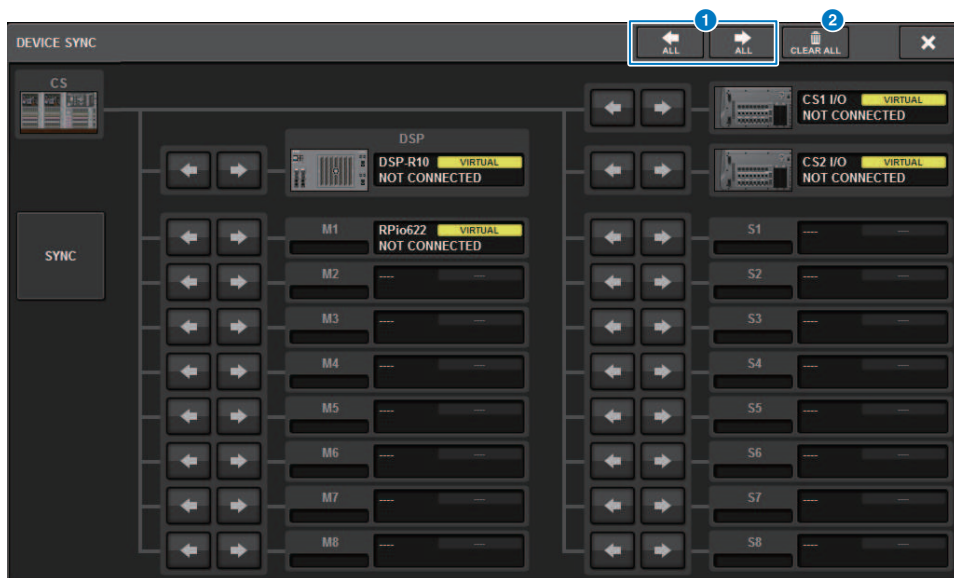 1 2
DEVICE SYNC ALL ALL CLEAR ALL
CS
CS1 I/O VIRTUAL
NOT CONNECTED
DSP
DSP-R10 VIRTUAL
NOT CONNECTED
CS2 I/O VIRTUAL
NOT CONNECTED
SYNC
M1 RPio622 VIRTUAL
NOT CONNECTED
S1 ---- ---
M2 ---- ---
S2 ---- ---
M3 ---- ---
S3 ---- ---
M4 ---- ---
S4 ---- ---
M5 ---- ---
S5 ---- ---
M6 ---- ---
S6 ---- ---
M7 ---- ---
S7 ---- ---
M8 ---- ---
S8 ---- ---